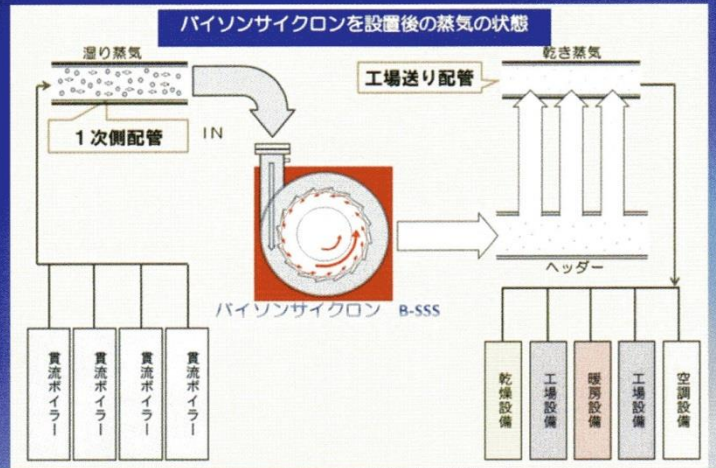 バイソンサイクロンを設置後の蒸気の状態
湿り蒸気
1次側配管
IN
工場送り配管
乾き蒸気
ヘッダー
バイソンサイクロン B-SSS
貫流ボイラー
貫流ボイラー
貫流ボイラー
貫流ボイラー
乾燥設備
工場設備
暖房設備
工場設備
空調設備